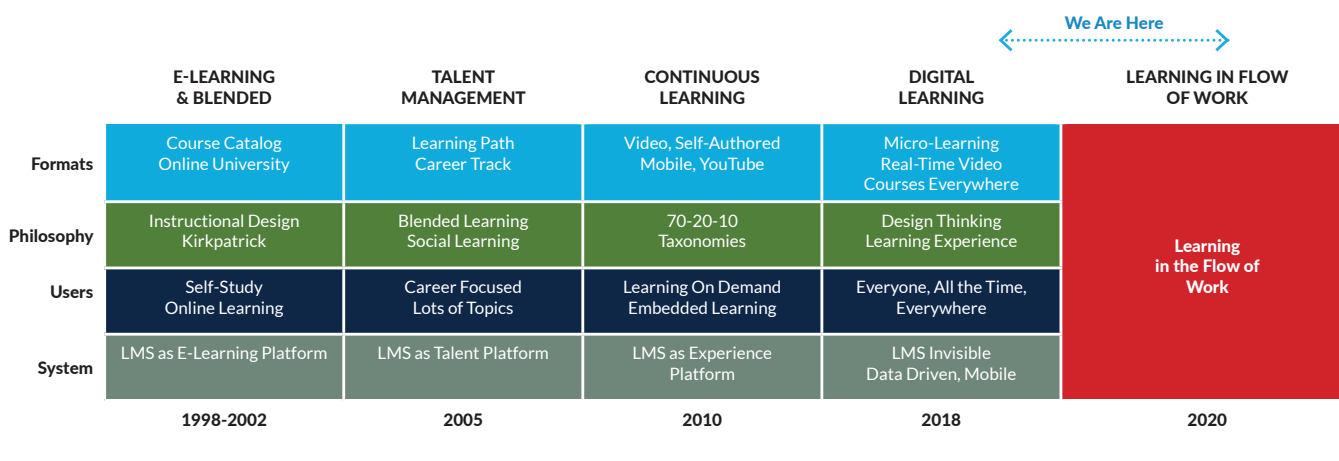 We Are Here
E-LEARNING
& BLENDED
TALENT
MANAGEMENT
CONTINUOUS
LEARNING
DIGITAL
LEARNING
LEARNING IN FLOW
OF WORK
Formats
Course Catalog
Online University
Learning Path
Career Track
Video, Self-Authored
Mobile, YouTube
Micro-Learning
Real-Time Video
Courses Everywhere
Philosophy
Instructional Design
Kirkpatrick
Blended Learning
Social Learning
70-20-10
Taxonomies
Design Thinking
Learning Experience
Learning
in the Flow of
Work
Users
Self-Study
Online Learning
Career Focused
Lots of Topics
Learning On Demand
Embedded Learning
Everyone, All the Time,
Everywhere
System
LMS as E-Learning Platform
LMS as Talent Platform
LMS as Experience
Platform
LMS Invisible
Data Driven, Mobile
1998-2002
2005
2010
2018
2020